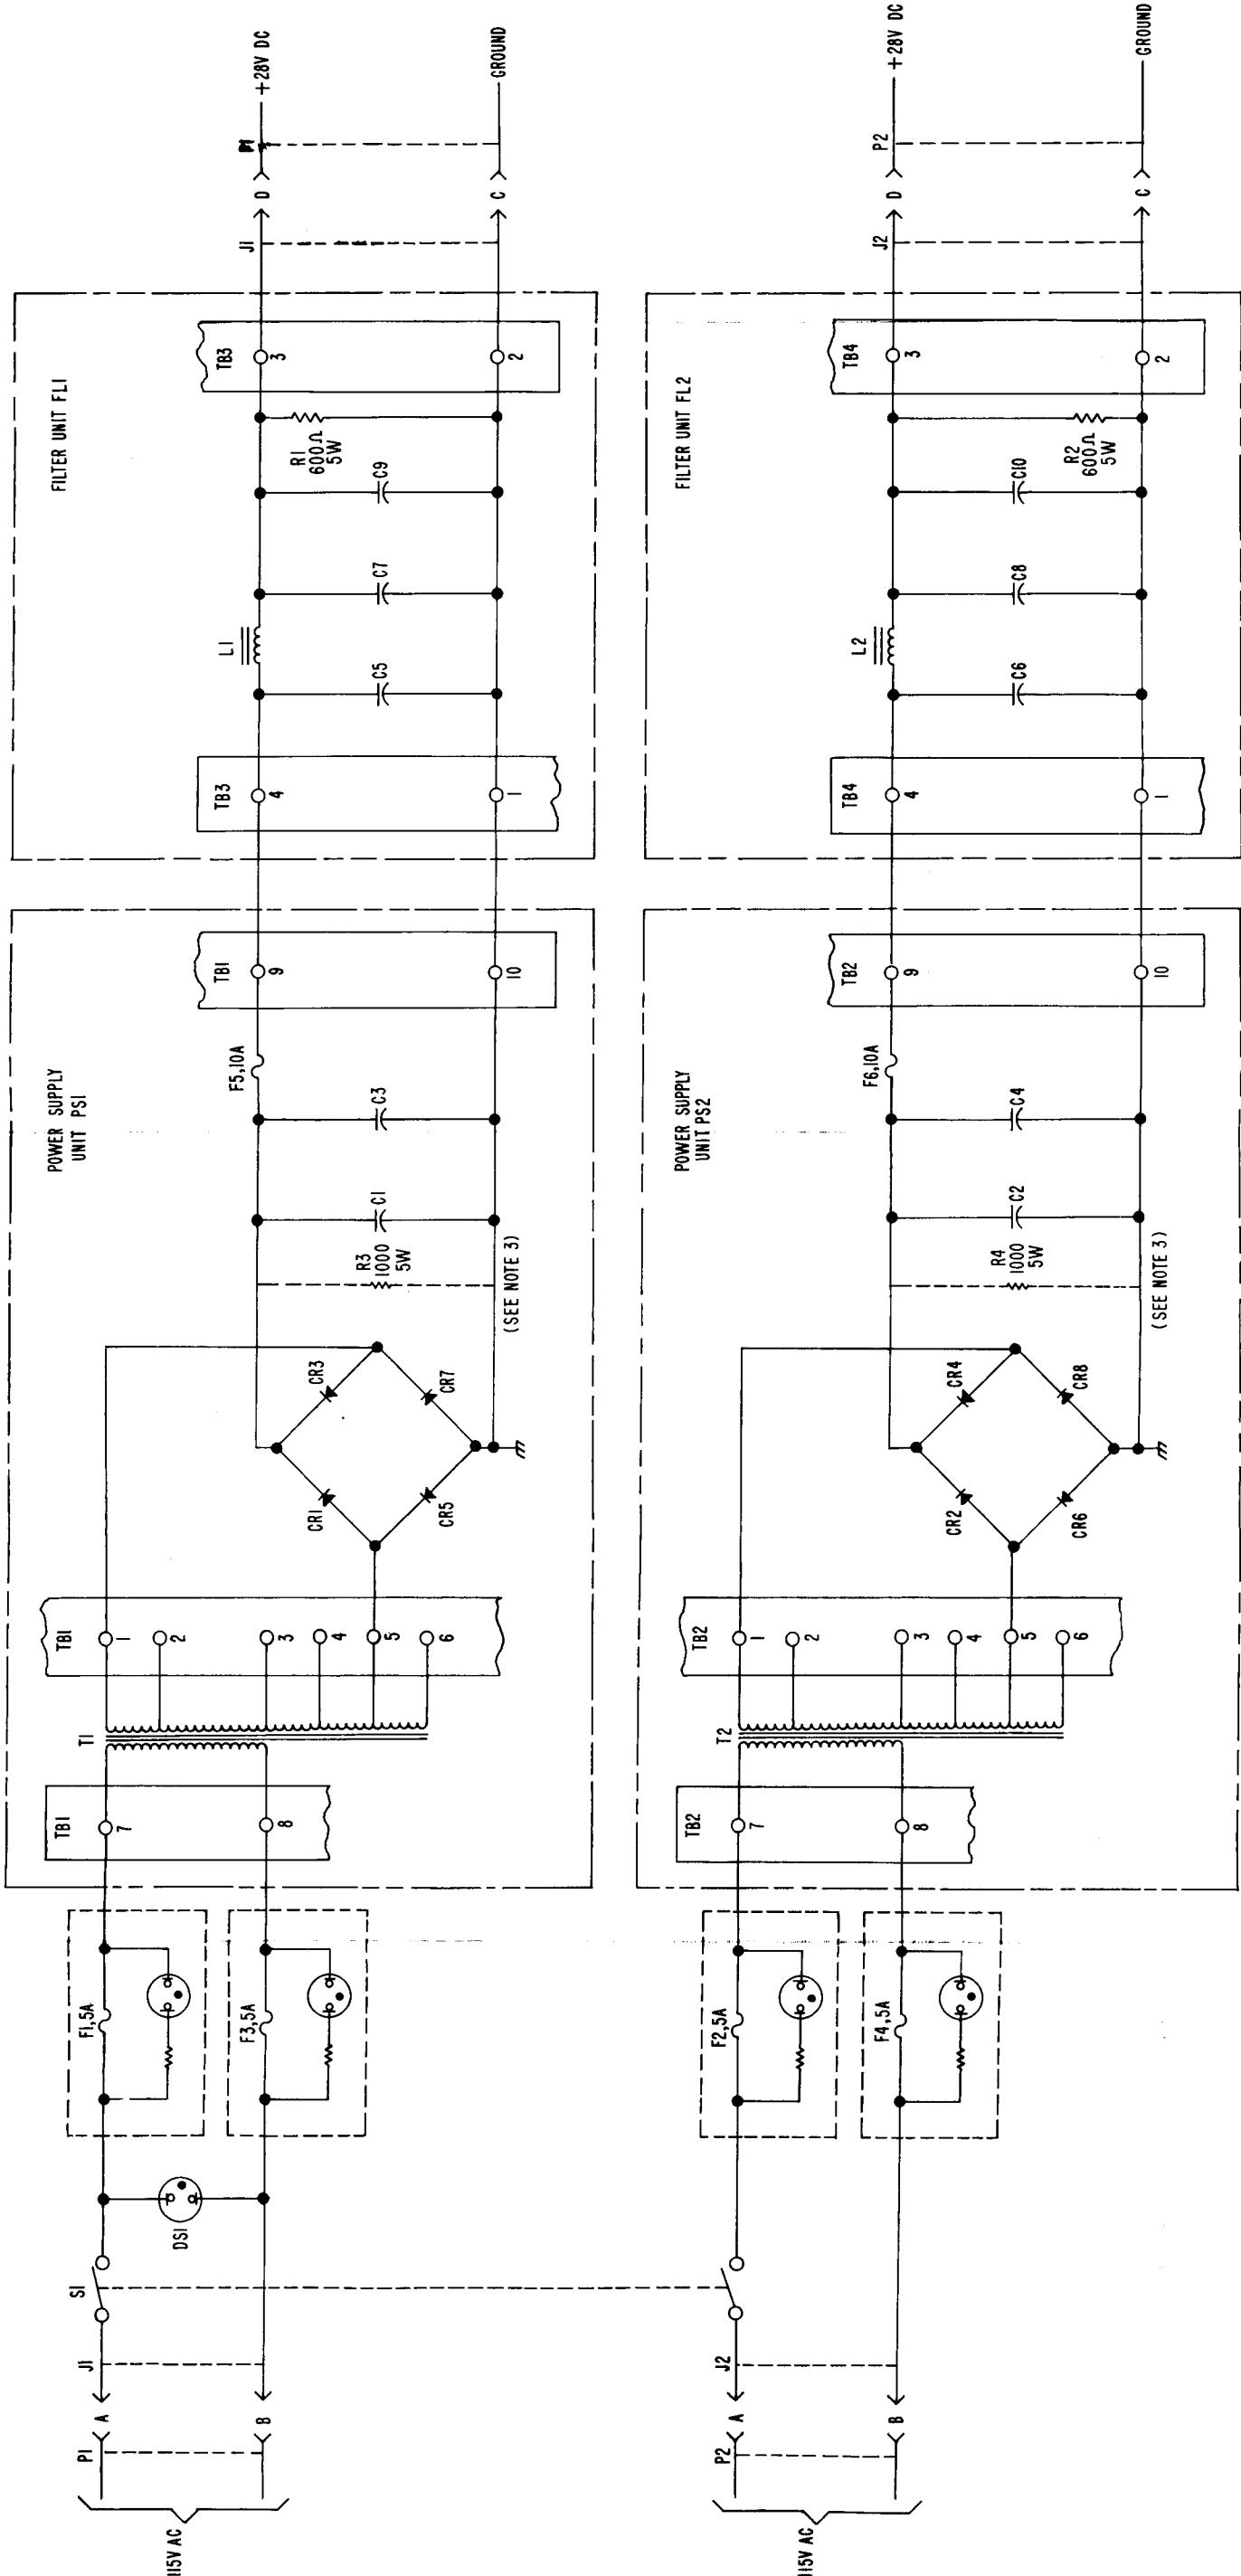 115V AC
P1
A
B
J1
S1
DS1
F1,5A
F3,5A
TB1
7
8
T1
TB1
1
2
3
4
5
6
POWER SUPPLY
UNIT PS1
CR1
CR3
CR5
CR7
R3
1000
5W
(SEE NOTE 3)
C1
C3
F5,10A
TB1
9
10
FILTER UNIT FL1
TB3
4
1
C5
L1
C7
C9
R1
600Ω
5W
TB3
3
2
J1
D
C
P1
+28V DC
GROUND
115V AC
P2
A
B
J2
F2,5A
F4,5A
TB2
7
8
T2
TB2
1
2
3
4
5
6
POWER SUPPLY
UNIT PS2
CR2
CR4
CR6
CR8
R4
1000
5W
(SEE NOTE 3)
C2
C4
F6,10A
TB2
9
10
FILTER UNIT FL2
TB4
4
1
C6
L2
C8
C10
R2
600Ω
5W
TB4
3
2
J2
D
C
P2
+28V DC
GROUND